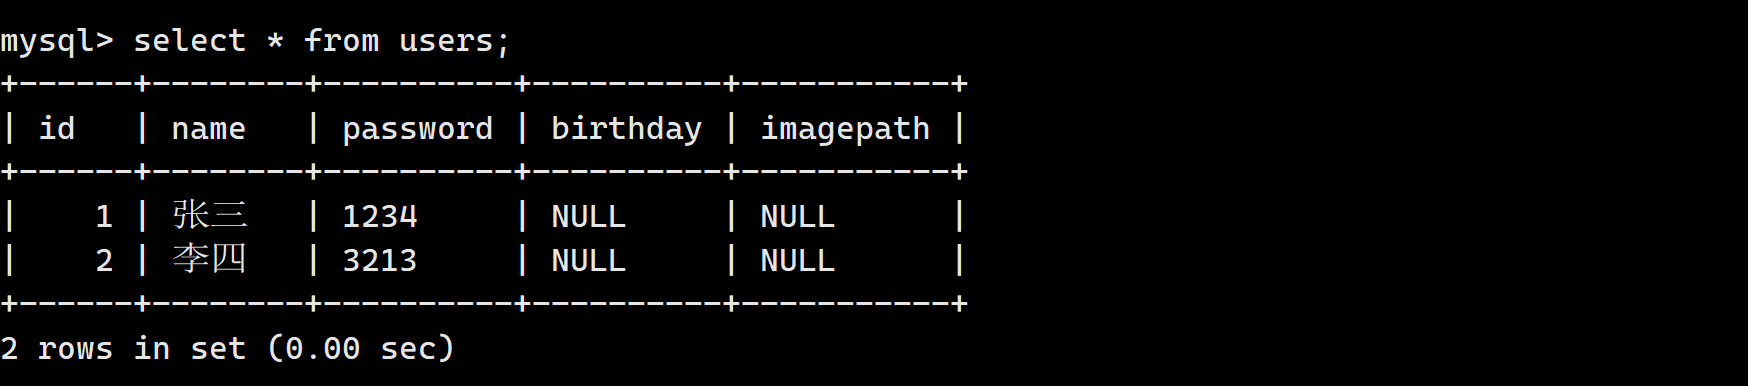 mysql> select * from users;
+------+--------+----------+----------+-----------+
| id   | name   | password | birthday | imagepath |
+------+--------+----------+----------+-----------+
|    1 | 张三   | 1234     | NULL     | NULL      |
|    2 | 李四   | 3213     | NULL     | NULL      |
+------+--------+----------+----------+-----------+
2 rows in set (0.00 sec)